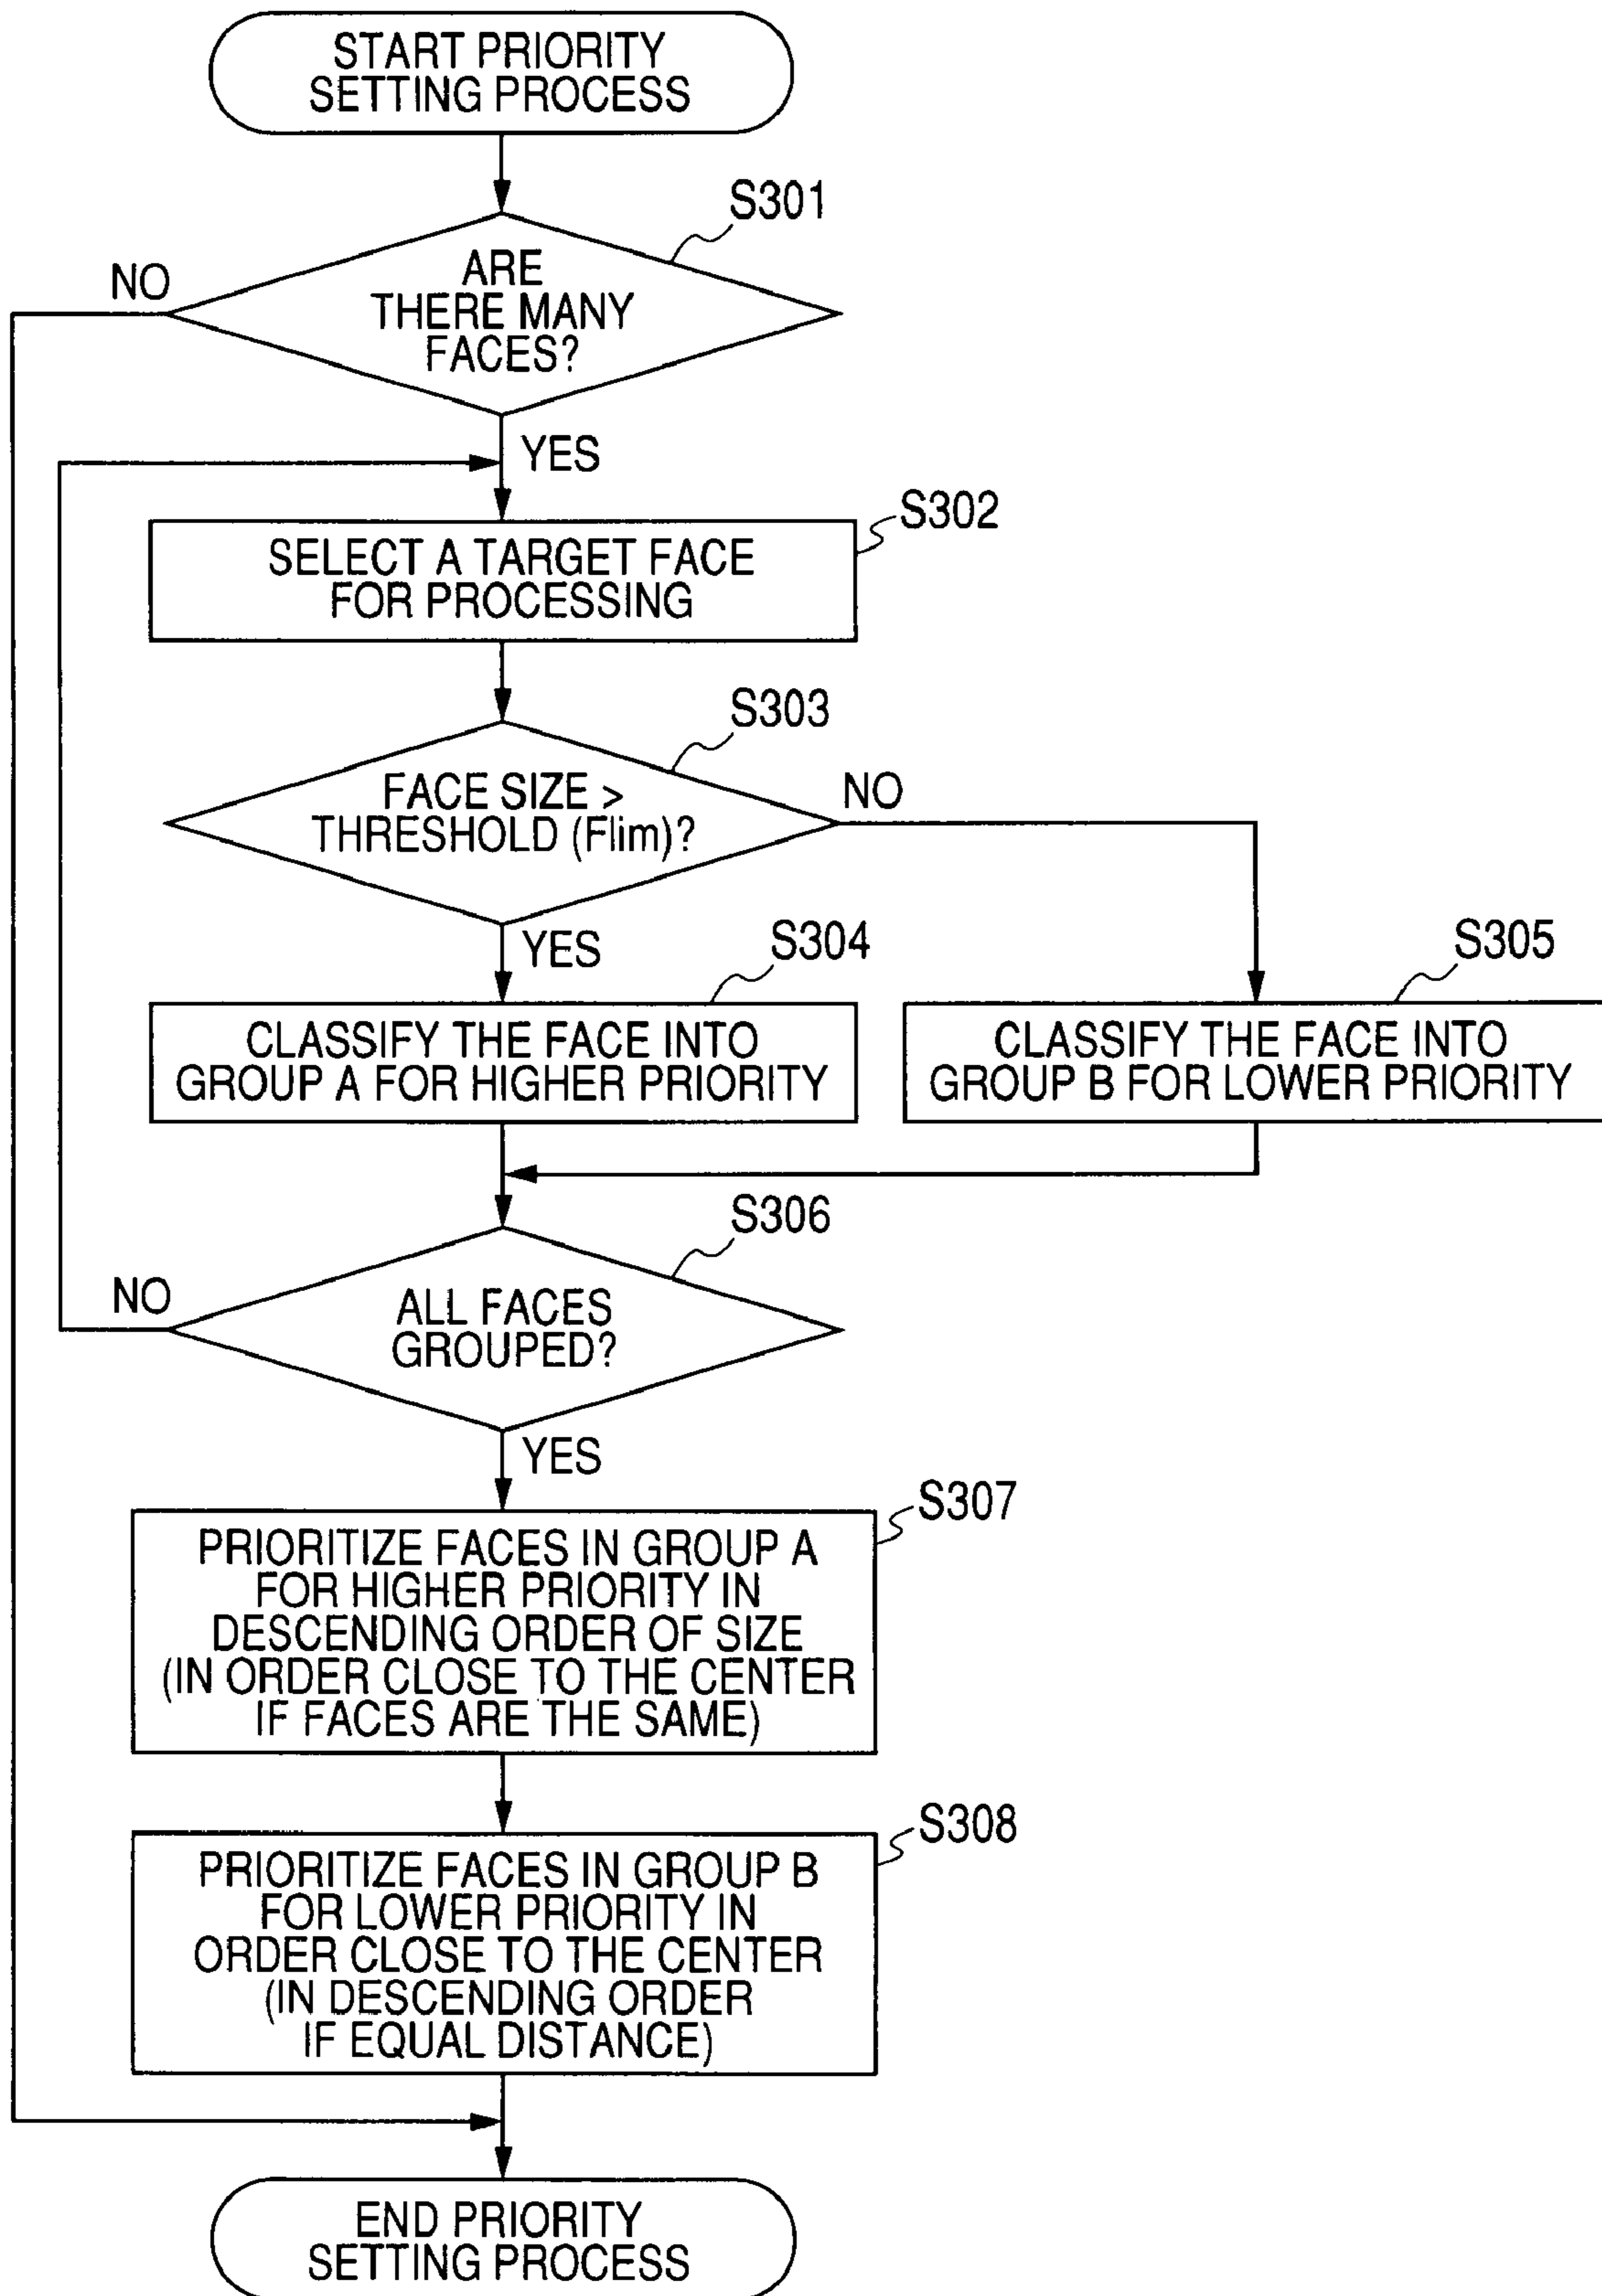 START PRIORITY
SETTING PROCESS
S301
ARE
THERE MANY
FACES?
NO
YES
S302
SELECT A TARGET FACE
FOR PROCESSING
S303
FACE SIZE >
THRESHOLD (Flim)?
NO
YES
S304
CLASSIFY THE FACE INTO
GROUP A FOR HIGHER PRIORITY
S305
CLASSIFY THE FACE INTO
GROUP B FOR LOWER PRIORITY
S306
ALL FACES
GROUPED?
NO
YES
S307
PRIORITIZE FACES IN GROUP A
FOR HIGHER PRIORITY IN
DESCENDING ORDER OF SIZE
(IN ORDER CLOSE TO THE CENTER
IF FACES ARE THE SAME)
S308
PRIORITIZE FACES IN GROUP B
FOR LOWER PRIORITY IN
ORDER CLOSE TO THE CENTER
(IN DESCENDING ORDER
IF EQUAL DISTANCE)
END PRIORITY
SETTING PROCESS